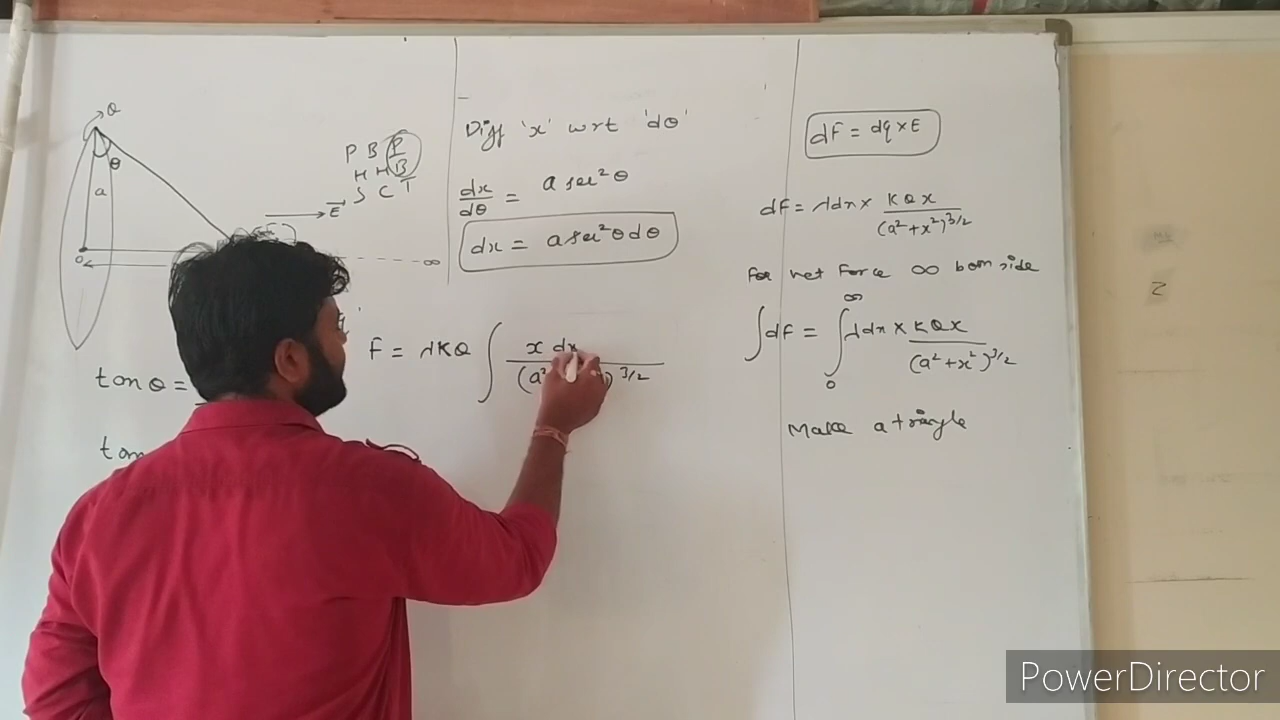 Q
θ
a
o
P B P
H H B
S C T
E
∞
tan θ =
tan
Diff 'x' wrt 'dθ'
dx/dθ = a sec²θ
dx = a sec²θ dθ
F = λKQ ∫ x dx / (a² ) 3/2
dF = dq × E
dF = λdx × KQx / (a² + x²)^3/2
For net force ∞ both side
∫ dF = ∫₀^∞ λdx × KQx / (a² + x²)^3/2
Make a triangle
PowerDirector